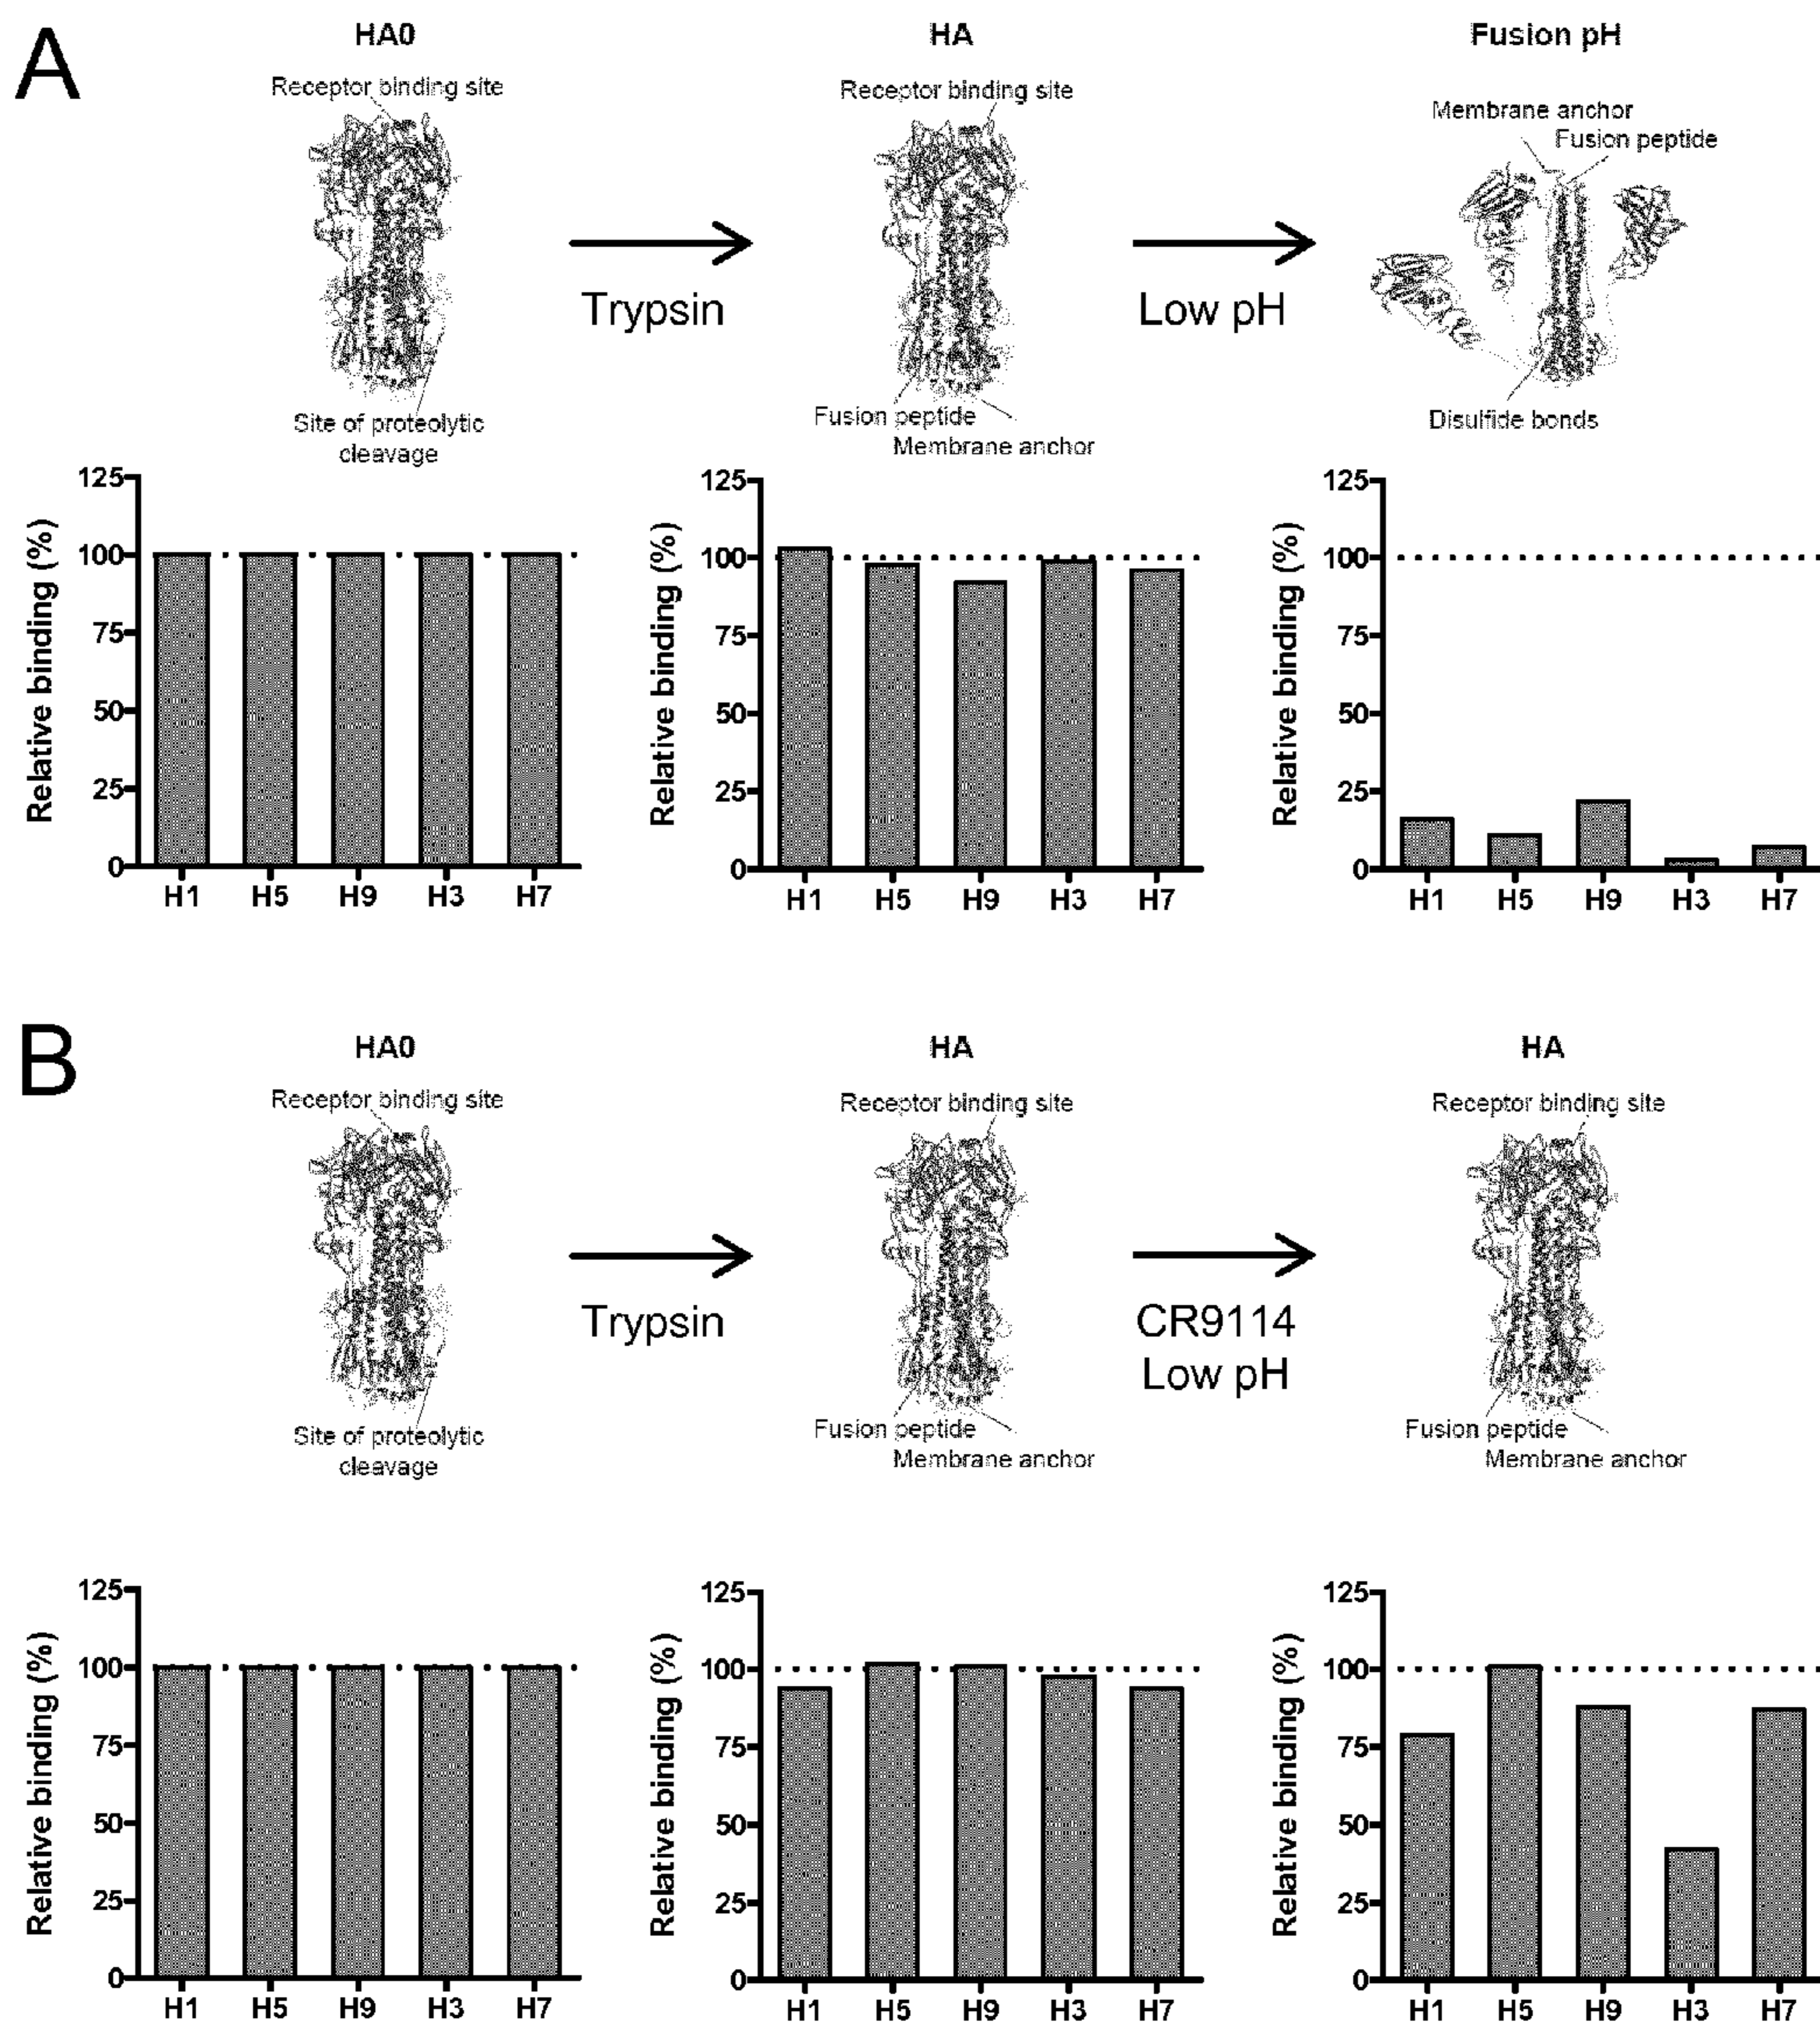 A
HA0
HA
Fusion pH
Receptor binding site
Receptor binding site
Membrane anchor
Fusion peptide
Trypsin
Low pH
Site of proteolytic
cleavage
Fusion peptide
Membrane anchor
Disulfide bonds
Relative binding (%)
125
100
75
50
25
0
H1 H5 H9 H3 H7
Relative binding (%)
125
100
75
50
25
0
H1 H5 H9 H3 H7
Relative binding (%)
125
100
75
50
25
0
H1 H5 H9 H3 H7
B
HA0
HA
HA
Receptor binding site
Receptor binding site
Receptor binding site
Trypsin
CR9114
Low pH
Site of proteolytic
cleavage
Fusion peptide
Membrane anchor
Fusion peptide
Membrane anchor
Relative binding (%)
125
100
75
50
25
0
H1 H5 H9 H3 H7
Relative binding (%)
125
100
75
50
25
0
H1 H5 H9 H3 H7
Relative binding (%)
125
100
75
50
25
0
H1 H5 H9 H3 H7